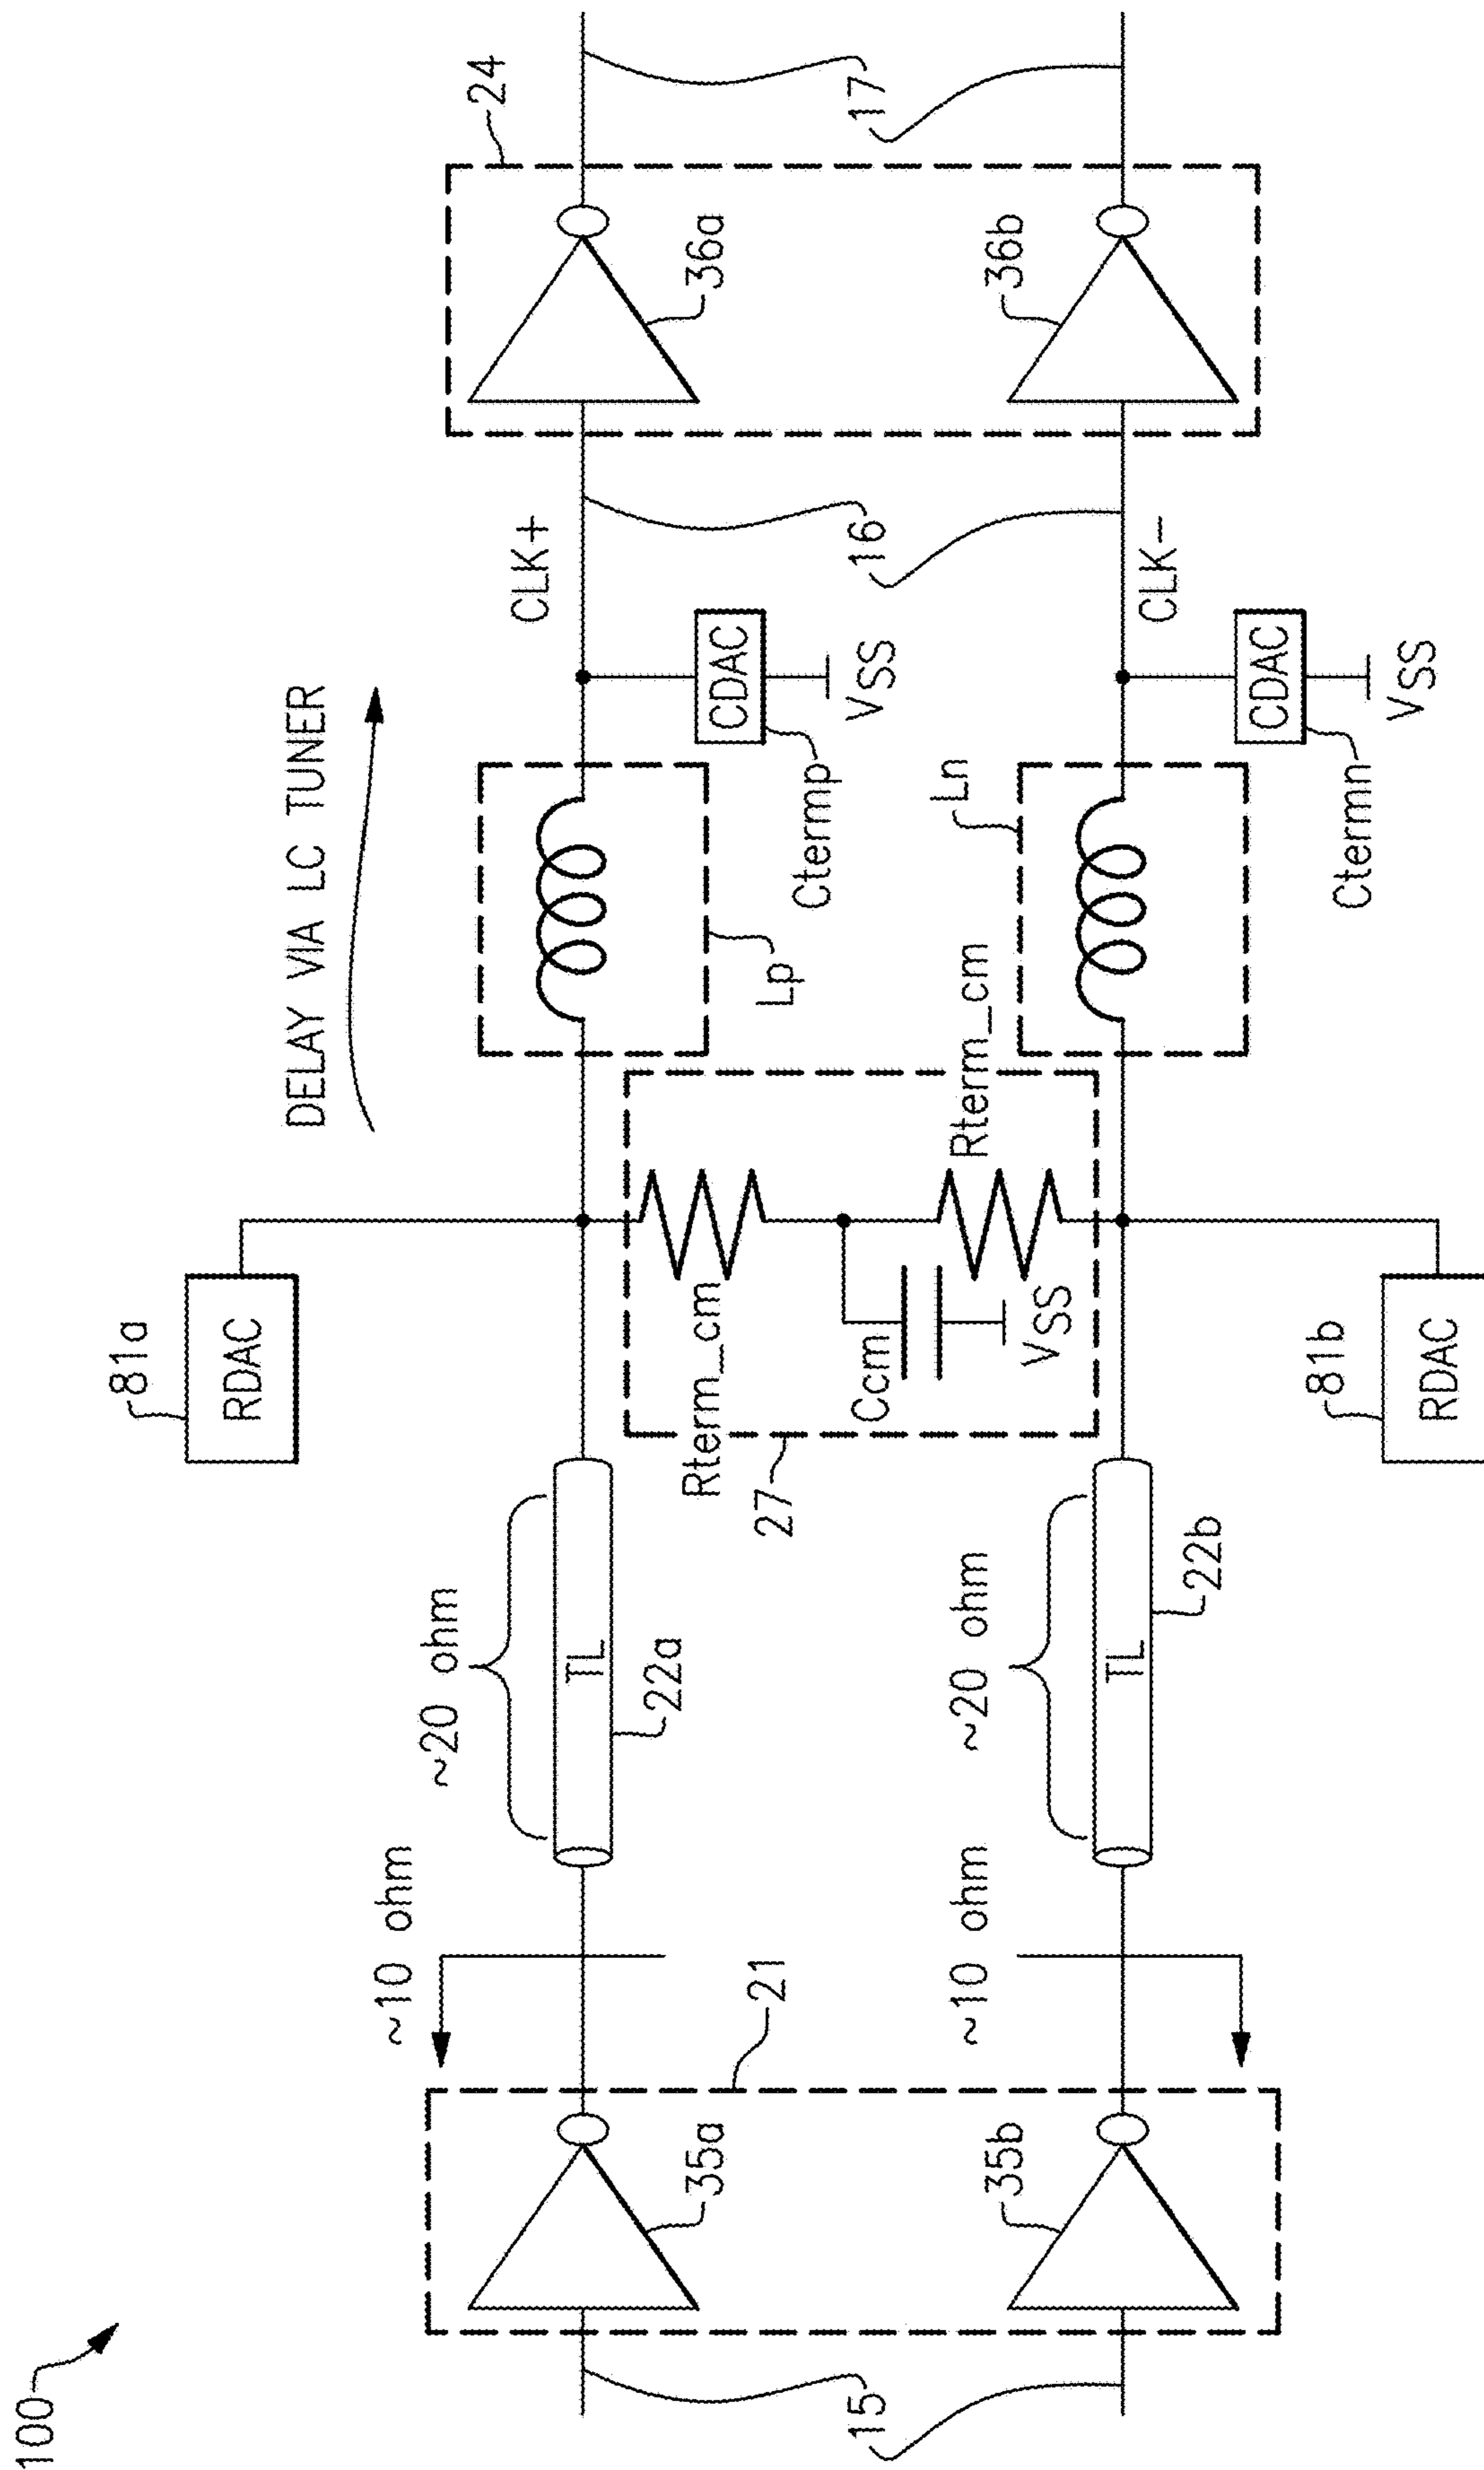 100
15
21
35a
35b
~10 ohm
~10 ohm
~20 ohm
TL
22a
~20 ohm
TL
22b
81a
RDAC
81b
RDAC
27
Rterm_cm
Ccm
VSS
Rterm_cm
DELAY VIA LC TUNER
Lp
Ln
CDAC
Ctermp
VSS
CDAC
Ctermn
VSS
CLK+
CLK-
16
24
36a
36b
17